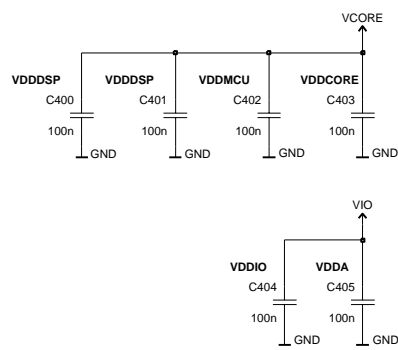 VCORE
VDDDSP VDDDSP VDDMCU VDDCORE
C400 C401 C402 C403
100n 100n 100n 100n
GND GND GND GND
VIO
VDDIO VDDA
C404 C405
100n 100n
GND GND